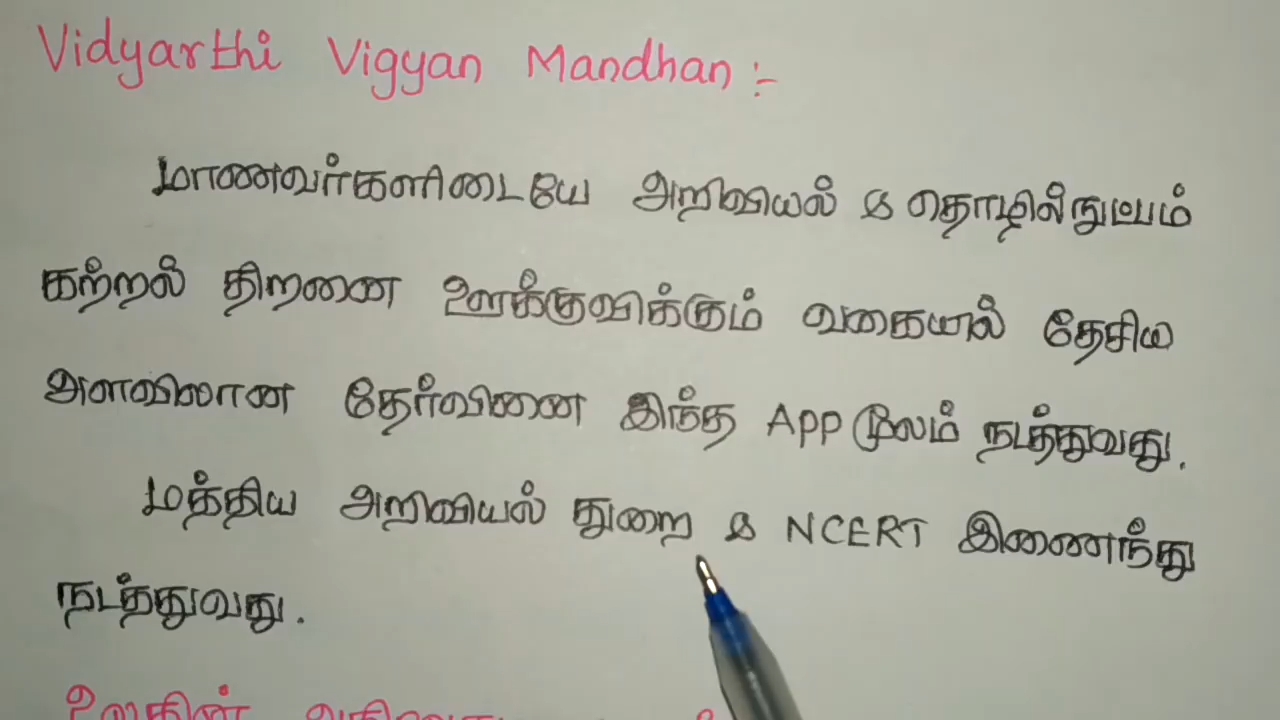 Vidyarthi Vigyan Mandhan :-
மாணவர்களிடையே அறிவியல் & தொழில்நுட்பம்
கற்றல் திறனை ஊக்குவிக்கும் வகையில் தேசிய
அளவிலான தேர்வினை இந்த App மூலம் நடத்துவது.
மத்திய அறிவியல் துறை & NCERT இணைந்து
நடத்துவது.
உலகின்